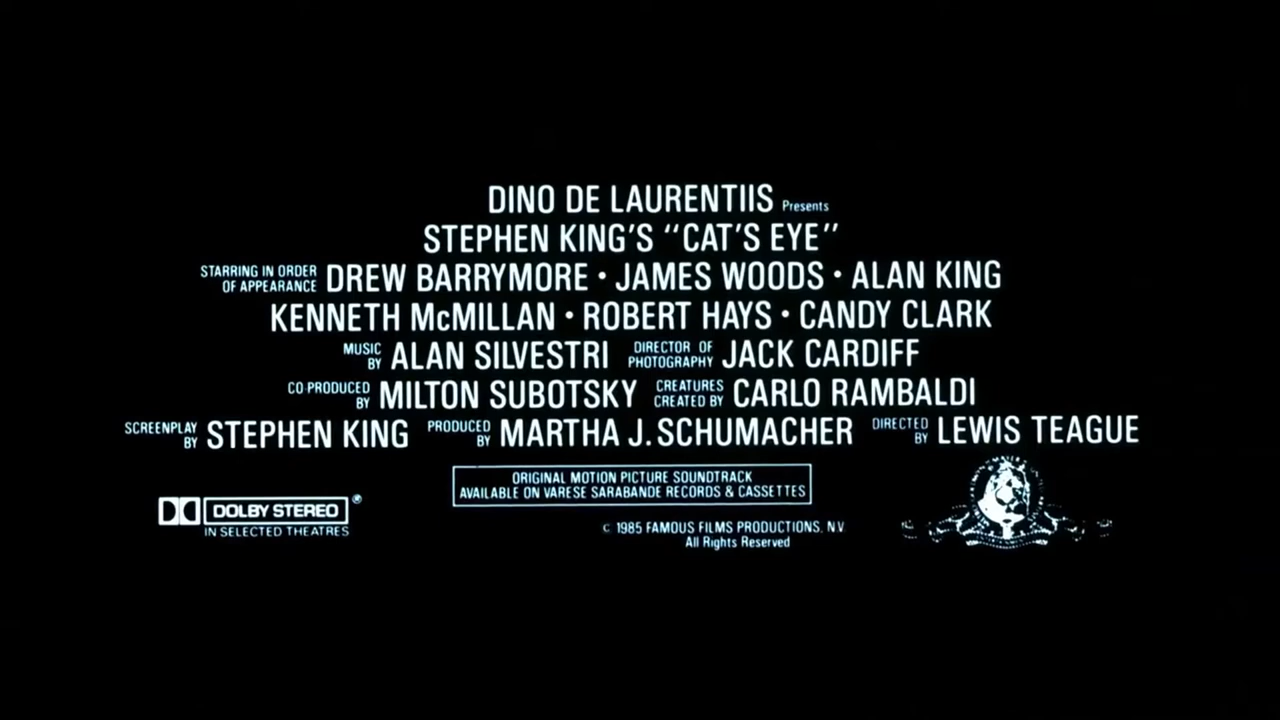 DINO DE LAURENTIIS Presents
STEPHEN KING'S "CAT'S EYE"
STARRING IN ORDER OF APPEARANCE DREW BARRYMORE • JAMES WOODS • ALAN KING
KENNETH McMILLAN • ROBERT HAYS • CANDY CLARK
MUSIC BY ALAN SILVESTRI DIRECTOR OF PHOTOGRAPHY JACK CARDIFF
CO-PRODUCED BY MILTON SUBOTSKY CREATURES CREATED BY CARLO RAMBALDI
SCREENPLAY BY STEPHEN KING PRODUCED BY MARTHA J. SCHUMACHER DIRECTED BY LEWIS TEAGUE
ORIGINAL MOTION PICTURE SOUNDTRACK
AVAILABLE ON VARESE SARABANDE RECORDS & CASSETTES
DOLBY STEREO ®
IN SELECTED THEATRES
© 1985 FAMOUS FILMS PRODUCTIONS, N.V.
All Rights Reserved